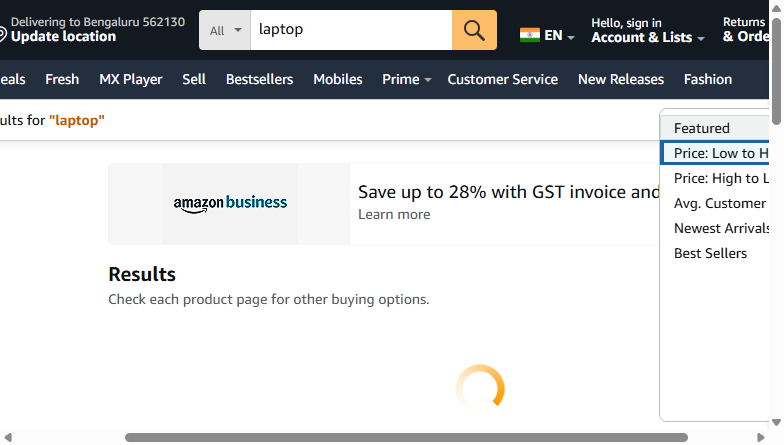 Delivering to Bengaluru 562130
Update location
All
laptop
EN
Hello, sign in
Account & Lists
Returns
& Orde
eals Fresh MX Player Sell Bestsellers Mobiles Prime Customer Service New Releases Fashion
ults for "laptop"
Featured
Price: Low to H
Price: High to L
Avg. Customer
Newest Arrivals
Best Sellers
amazon business
Save up to 28% with GST invoice and
Learn more
Results
Check each product page for other buying options.